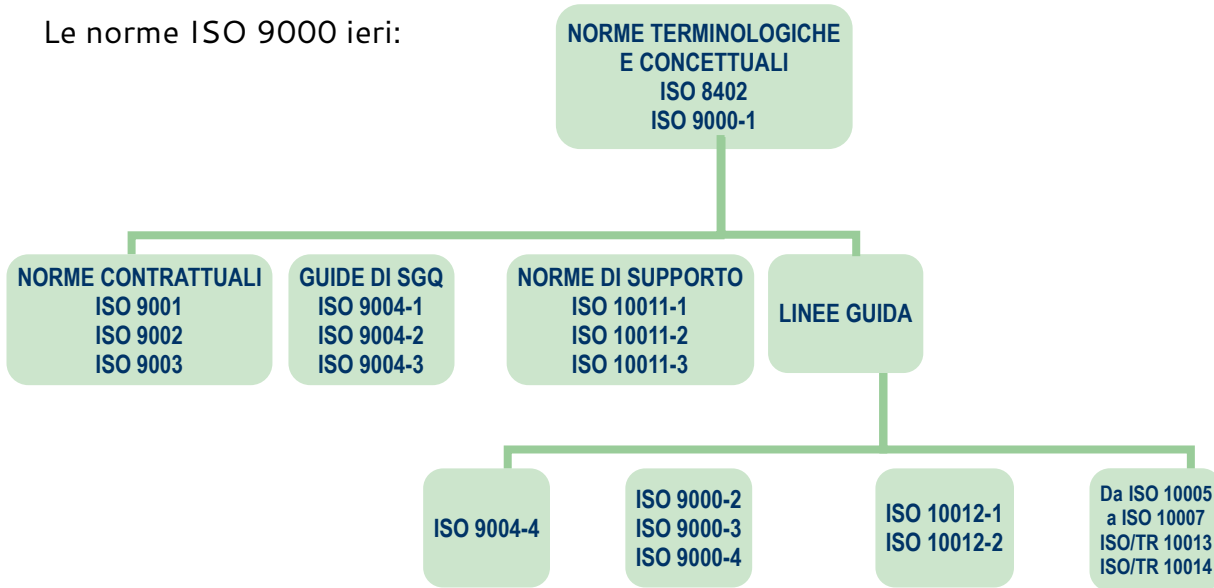 Le norme ISO 9000 ieri:
NORME TERMINOLOGICHE
E CONCETTUALI
ISO 8402
ISO 9000-1
NORME CONTRATTUALI
ISO 9001
ISO 9002
ISO 9003
GUIDE DI SGQ
ISO 9004-1
ISO 9004-2
ISO 9004-3
NORME DI SUPPORTO
ISO 10011-1
ISO 10011-2
ISO 10011-3
LINEE GUIDA
ISO 9004-4
ISO 9000-2
ISO 9000-3
ISO 9000-4
ISO 10012-1
ISO 10012-2
Da ISO 10005
a ISO 10007
ISO/TR 10013
ISO/TR 10014